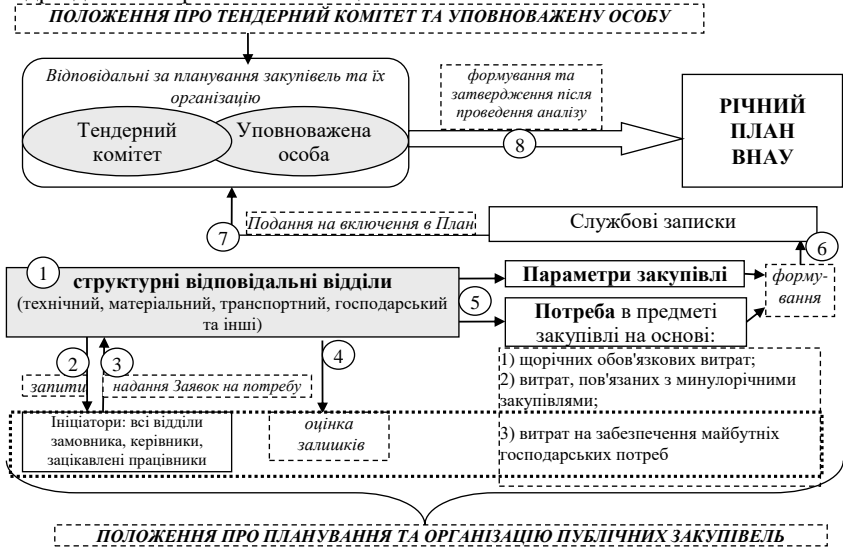 ПОЛОЖЕННЯ ПРО ТЕНДЕРНИЙ КОМІТЕТ ТА УПОВНОВАЖЕНУ ОСОБУ
Відповідальні за планування закупівель та їх
організацію
Тендерний
комітет
Уповноважена
особа
формування та
затвердження після
проведення аналізу
8
РІЧНИЙ
ПЛАН
ВНАУ
7
Подання на включення в План
Службові записки
6
1
структурні відповідальні відділи
(технічний, матеріальний, транспортний, господарський
та інші)
5
Параметри закупівлі
Потреба в предметі
закупівлі на основі:
форму-
вання
2
3
4
запити
надання Заявок на потребу
1) щорічних обов'язкових витрат;
2) витрат, пов'язаних з минулорічними
закупівлями;
3) витрат на забезпечення майбутніх
господарських потреб
Ініціатори: всі відділи
замовника, керівники,
зацікавлені працівники
оцінка
залишків
ПОЛОЖЕННЯ ПРО ПЛАНУВАННЯ ТА ОРГАНІЗАЦІЮ ПУБЛІЧНИХ ЗАКУПІВЕЛЬ